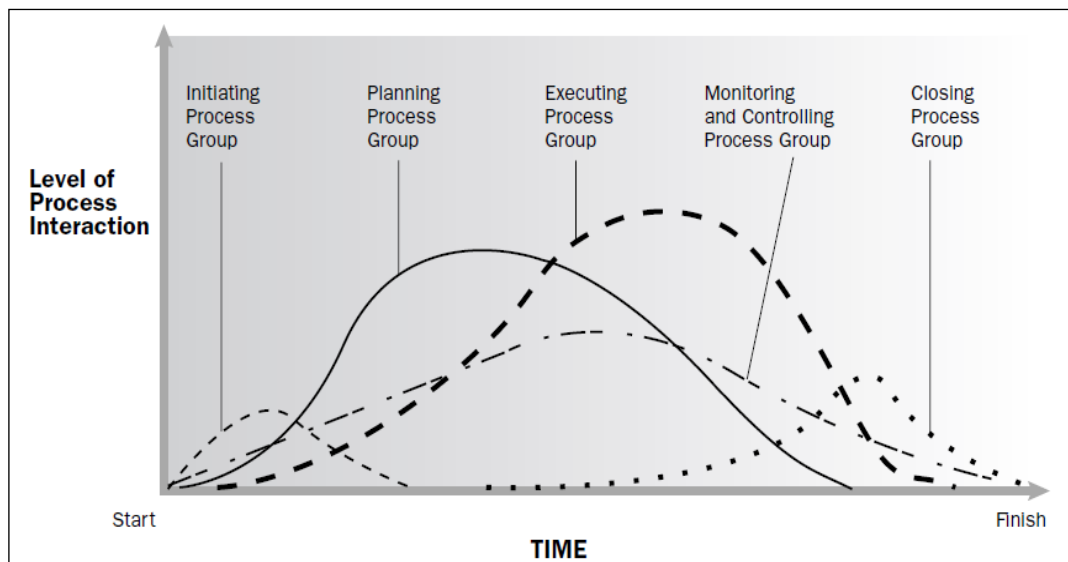 Initiating
Process
Group
Planning
Process
Group
Executing
Process
Group
Monitoring
and Controlling
Process Group
Closing
Process
Group
Level of
Process
Interaction
Start
Finish
TIME